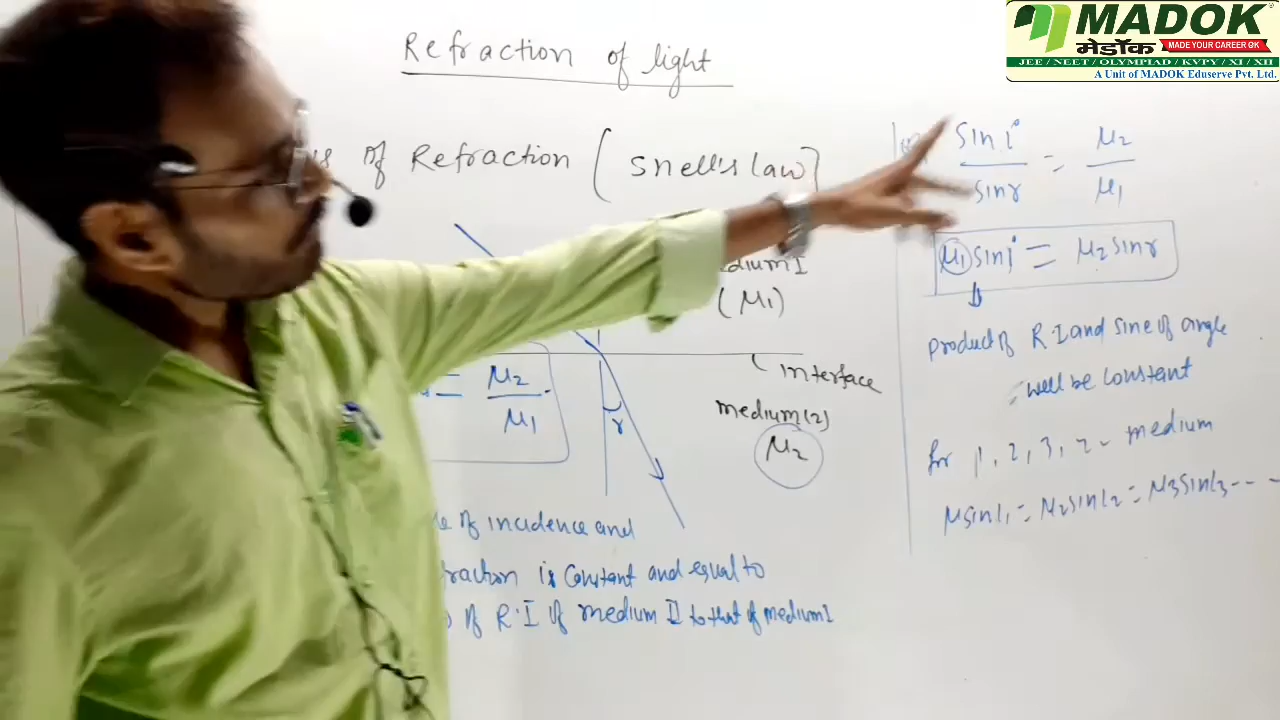 Refraction of light
of Refraction (Snell's law)
medium I
(μ1)
interface
medium(2)
μ2
= μ2/μ1
r
of incidence and
is constant and equal to
of R.I of medium II to that of medium I
sin i/sin r = μ2/μ1
μ1 sin i = μ2 sin r
product of R.I and sine of angle
will be constant
for 1, 2, 3, medium
μ sin i1 = μ2 sin i2 = μ3 sin i3 - - -
MADOK
मेडॉक
MADE YOUR CAREER OK
JEE / NEET / OLYMPIAD / KVPY / XI / XII
A Unit of MADOK Eduserve Pvt. Ltd.